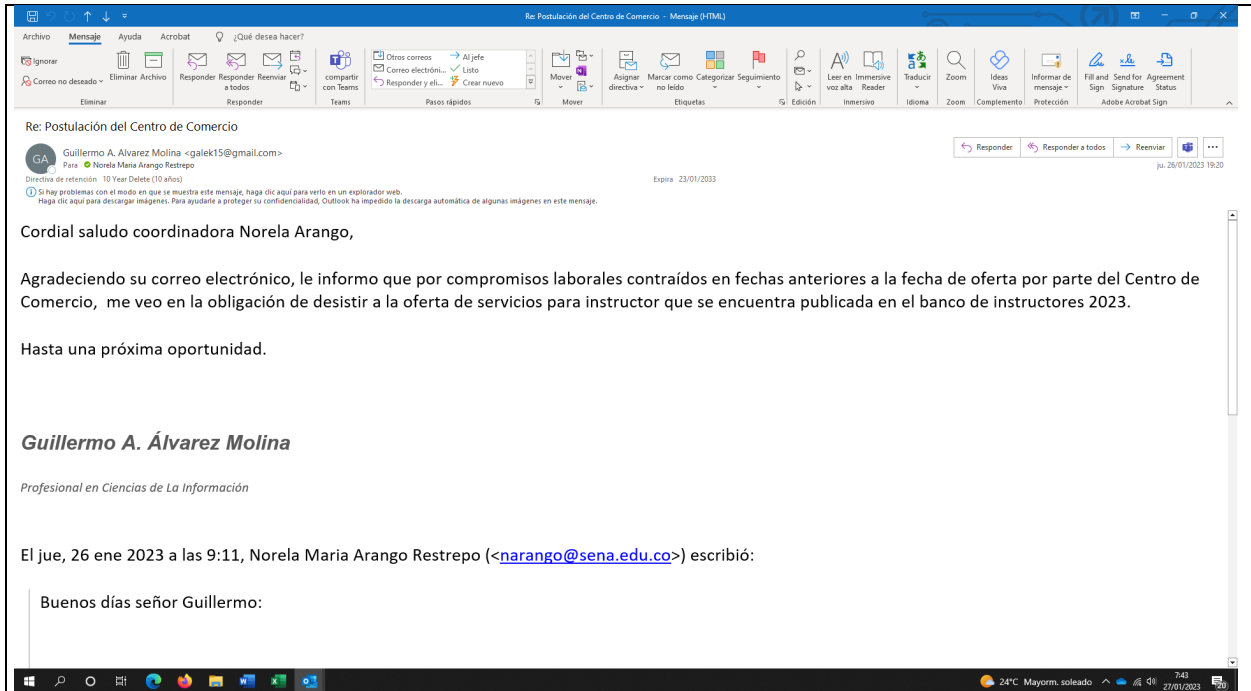 Re: Postulación del Centro de Comercio - Mensaje (HTML)
Archivo Mensaje Ayuda Acrobat ¿Qué desea hacer?
Ignorar
Correo no deseado
Eliminar Archivo
Responder Responder a todos Reenviar
compartir con Teams
Otros correos Al jefe
Correo electróni... Listo
Responder y eli... Crear nuevo
Mover
Asignar directiva Marcar como no leído Categorizar Seguimiento
Leer en voz alta Immersive Reader
Traducir
Zoom
Ideas Viva
Informar de mensaje
Fill and Sign Send for Signature Agreement Status
Eliminar Responder Teams Pasos rápidos Mover Etiquetas Edición Inmersivo Idioma Zoom Complemento Protección Adobe Acrobat Sign
Re: Postulación del Centro de Comercio
GA
Guillermo A. Alvarez Molina <galek15@gmail.com>
Para Norela Maria Arango Restrepo
Responder Responder a todos Reenviar
ju. 26/01/2023 19:20
Directiva de retención 10 Year Delete (10 años) Expira 23/01/2033
Si hay problemas con el modo en que se muestra este mensaje, haga clic aquí para verlo en un explorador web.
Haga clic aquí para descargar imágenes. Para ayudarle a proteger su confidencialidad, Outlook ha impedido la descarga automática de algunas imágenes en este mensaje.
Cordial saludo coordinadora Norela Arango,
Agradeciendo su correo electrónico, le informo que por compromisos laborales contraídos en fechas anteriores a la fecha de oferta por parte del Centro de
Comercio, me veo en la obligación de desistir a la oferta de servicios para instructor que se encuentra publicada en el banco de instructores 2023.
Hasta una próxima oportunidad.
Guillermo A. Álvarez Molina
Profesional en Ciencias de La Información
El jue, 26 ene 2023 a las 9:11, Norela Maria Arango Restrepo (<narango@sena.edu.co>) escribió:
Buenos días señor Guillermo:
24°C Mayorm. soleado
7:43
27/01/2023
20